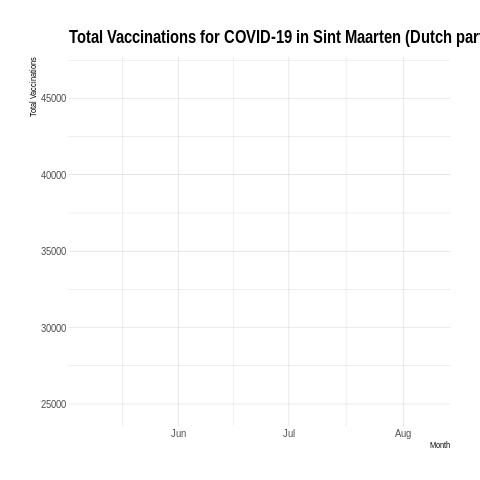 Total Vaccinations for COVID-19 in Sint Maarten (Dutch par
Total Vaccinations
45000
40000
35000
30000
25000
Jun Jul Aug
Month